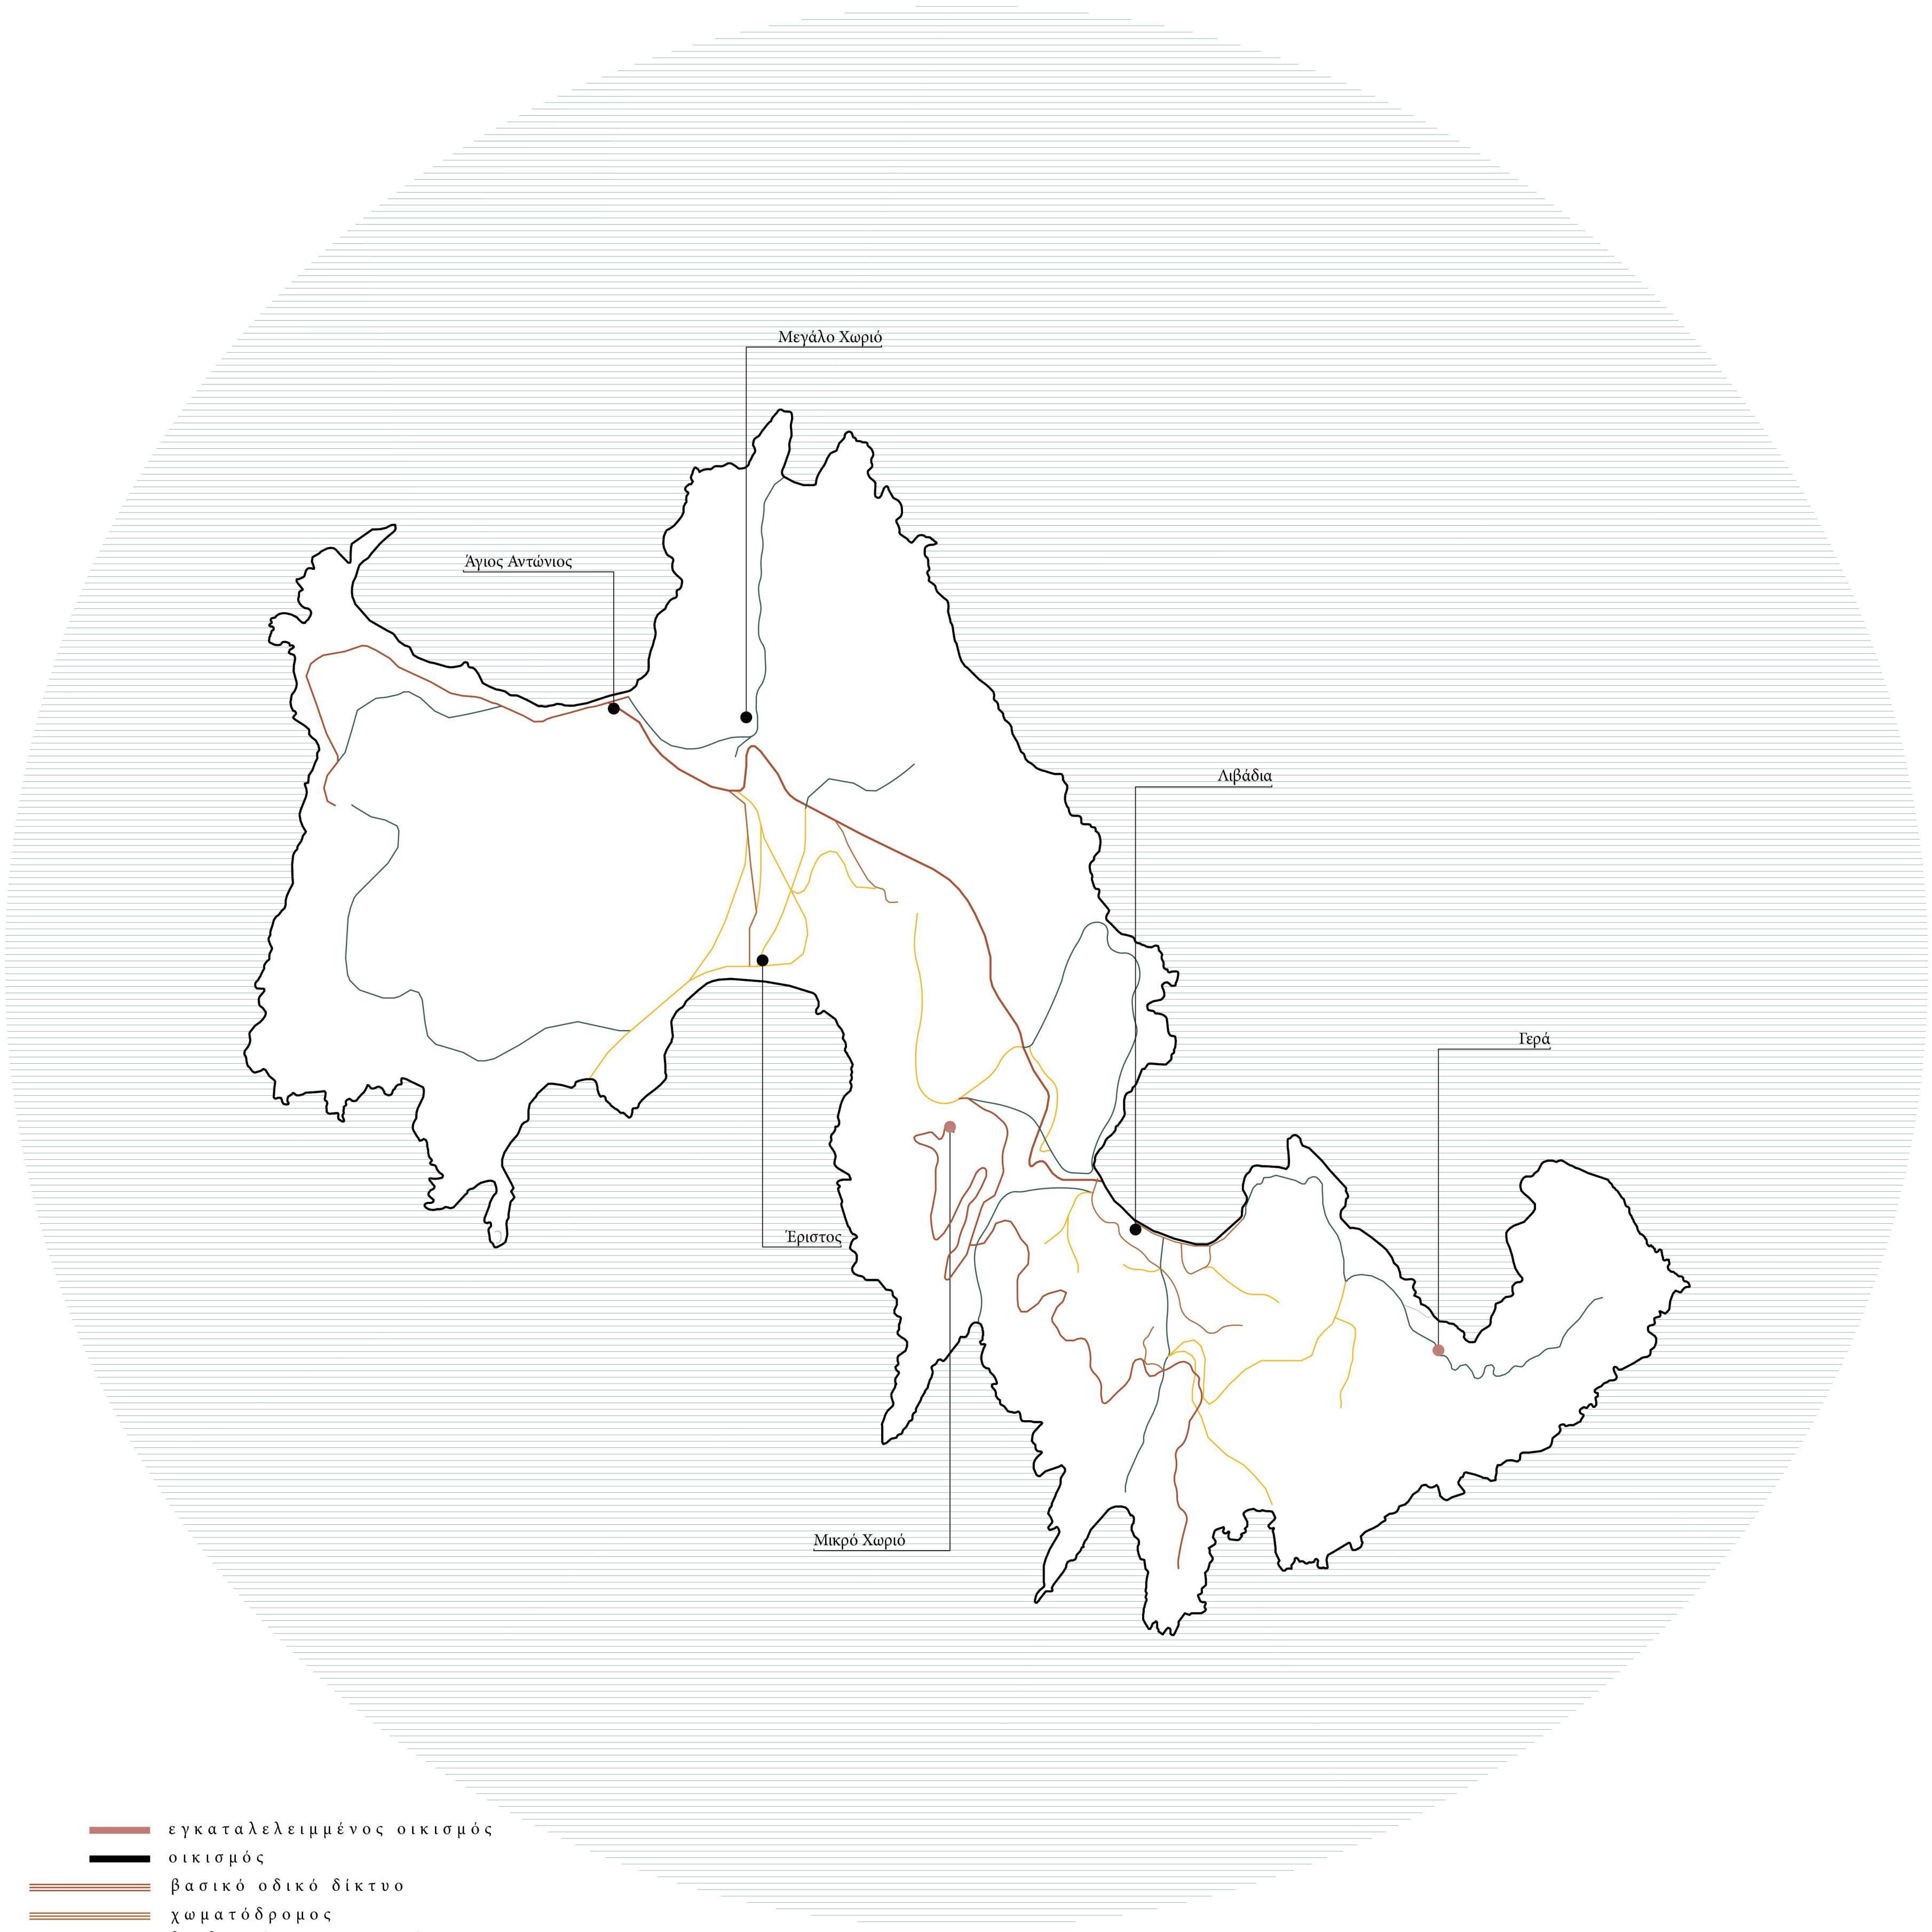 Μεγάλο Χωριό
Άγιος Αντώνιος
Λιβάδια
Γερά
Έριστος
Μικρό Χωριό
εγκαταλελειμμένος οικισμός
οικισμός
βασικό οδικό δίκτυο
χωματόδρομος